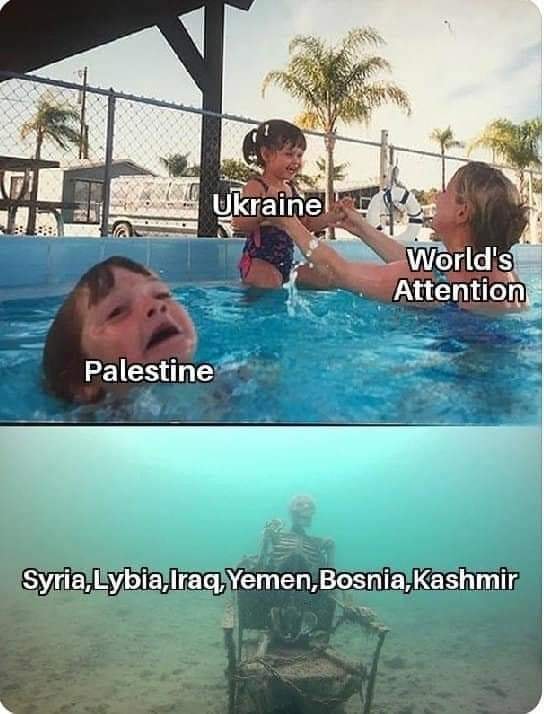 Ukraine
World's
Attention
Palestine
Syria,Lybia,Iraq,Yemen,Bosnia,Kashmir